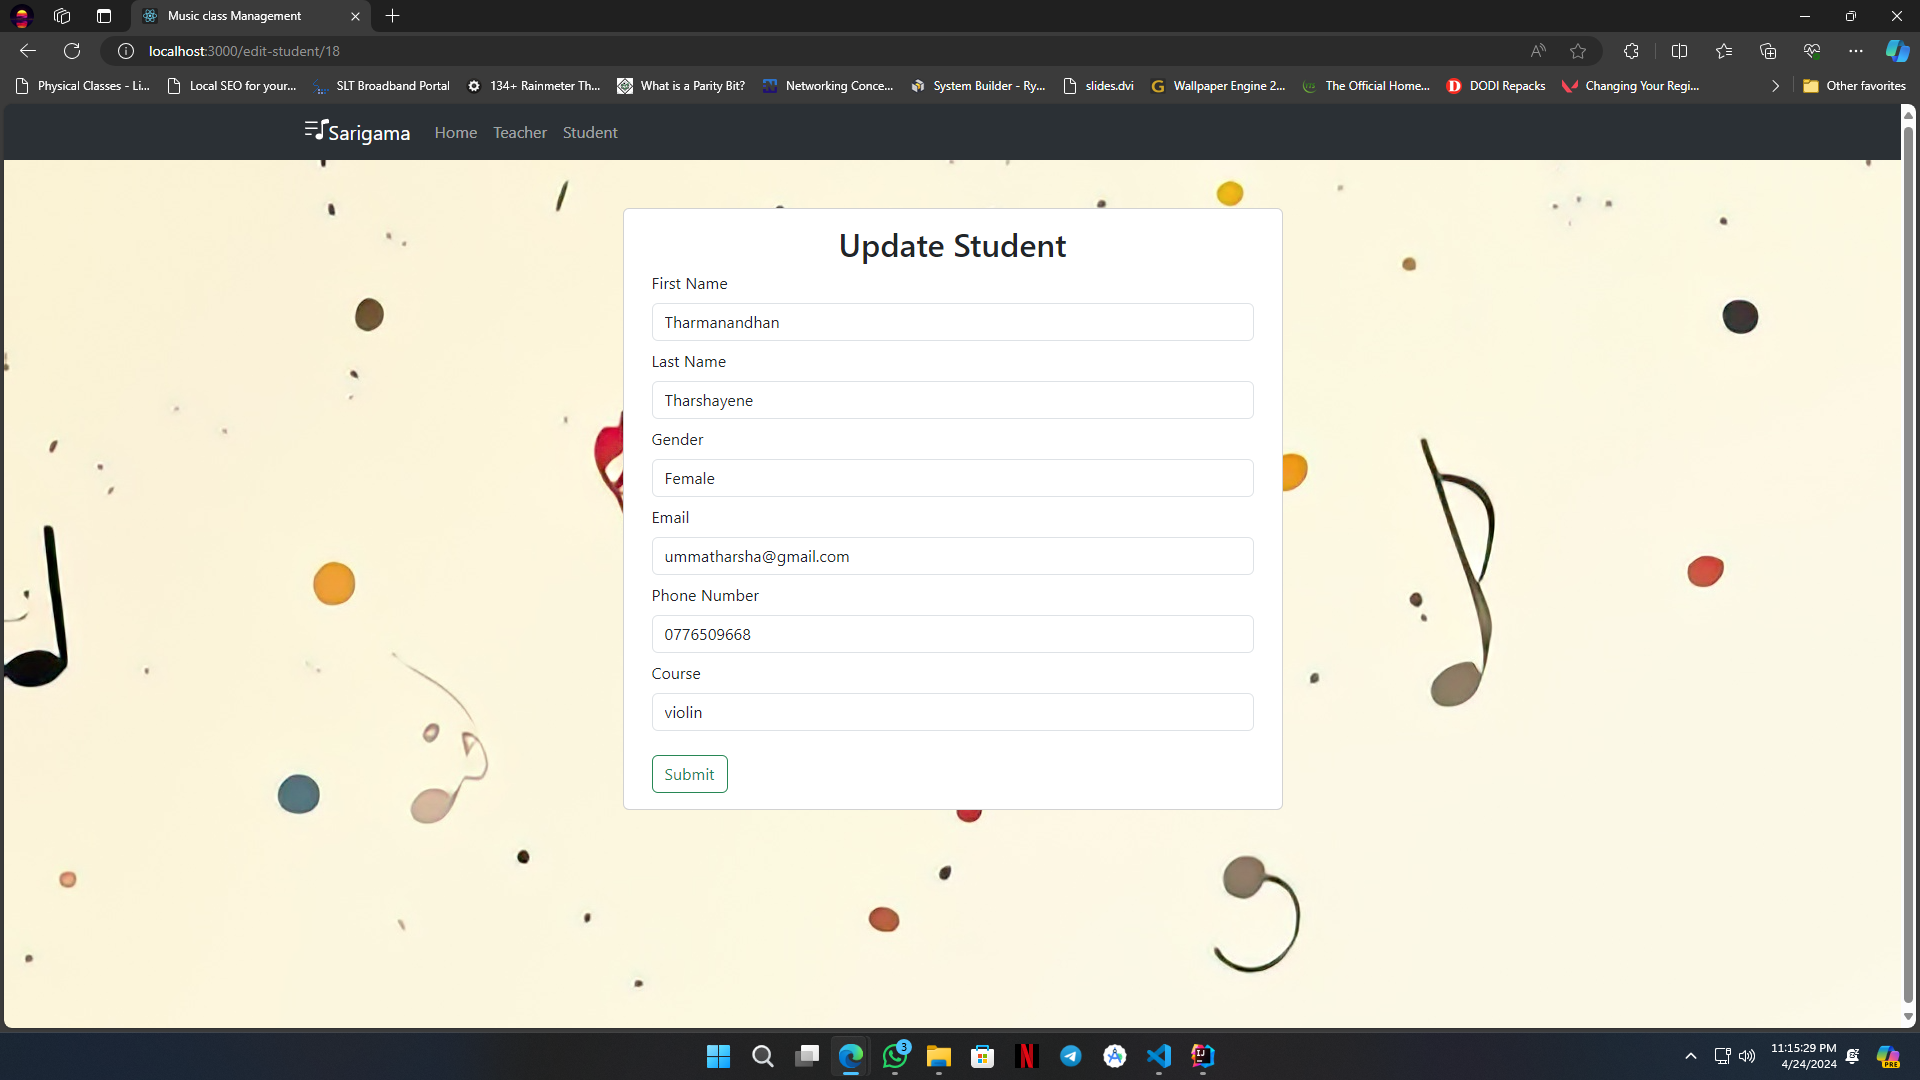 Music class Management
localhost:3000/edit-student/18
Physical Classes - Li...
Local SEO for your...
SLT Broadband Portal
134+ Rainmeter Th...
What is a Parity Bit?
Networking Conce...
System Builder - Ry...
slides.dvi
Wallpaper Engine 2...
The Official Home...
DODI Repacks
Changing Your Regi...
Other favorites
Sarigama
Home
Teacher
Student
Update Student
First Name
Tharmanandhan
Last Name
Tharshayene
Gender
Female
Email
ummatharsha@gmail.com
Phone Number
0776509668
Course
violin
Submit
3
11:15:29 PM
4/24/2024
PRE